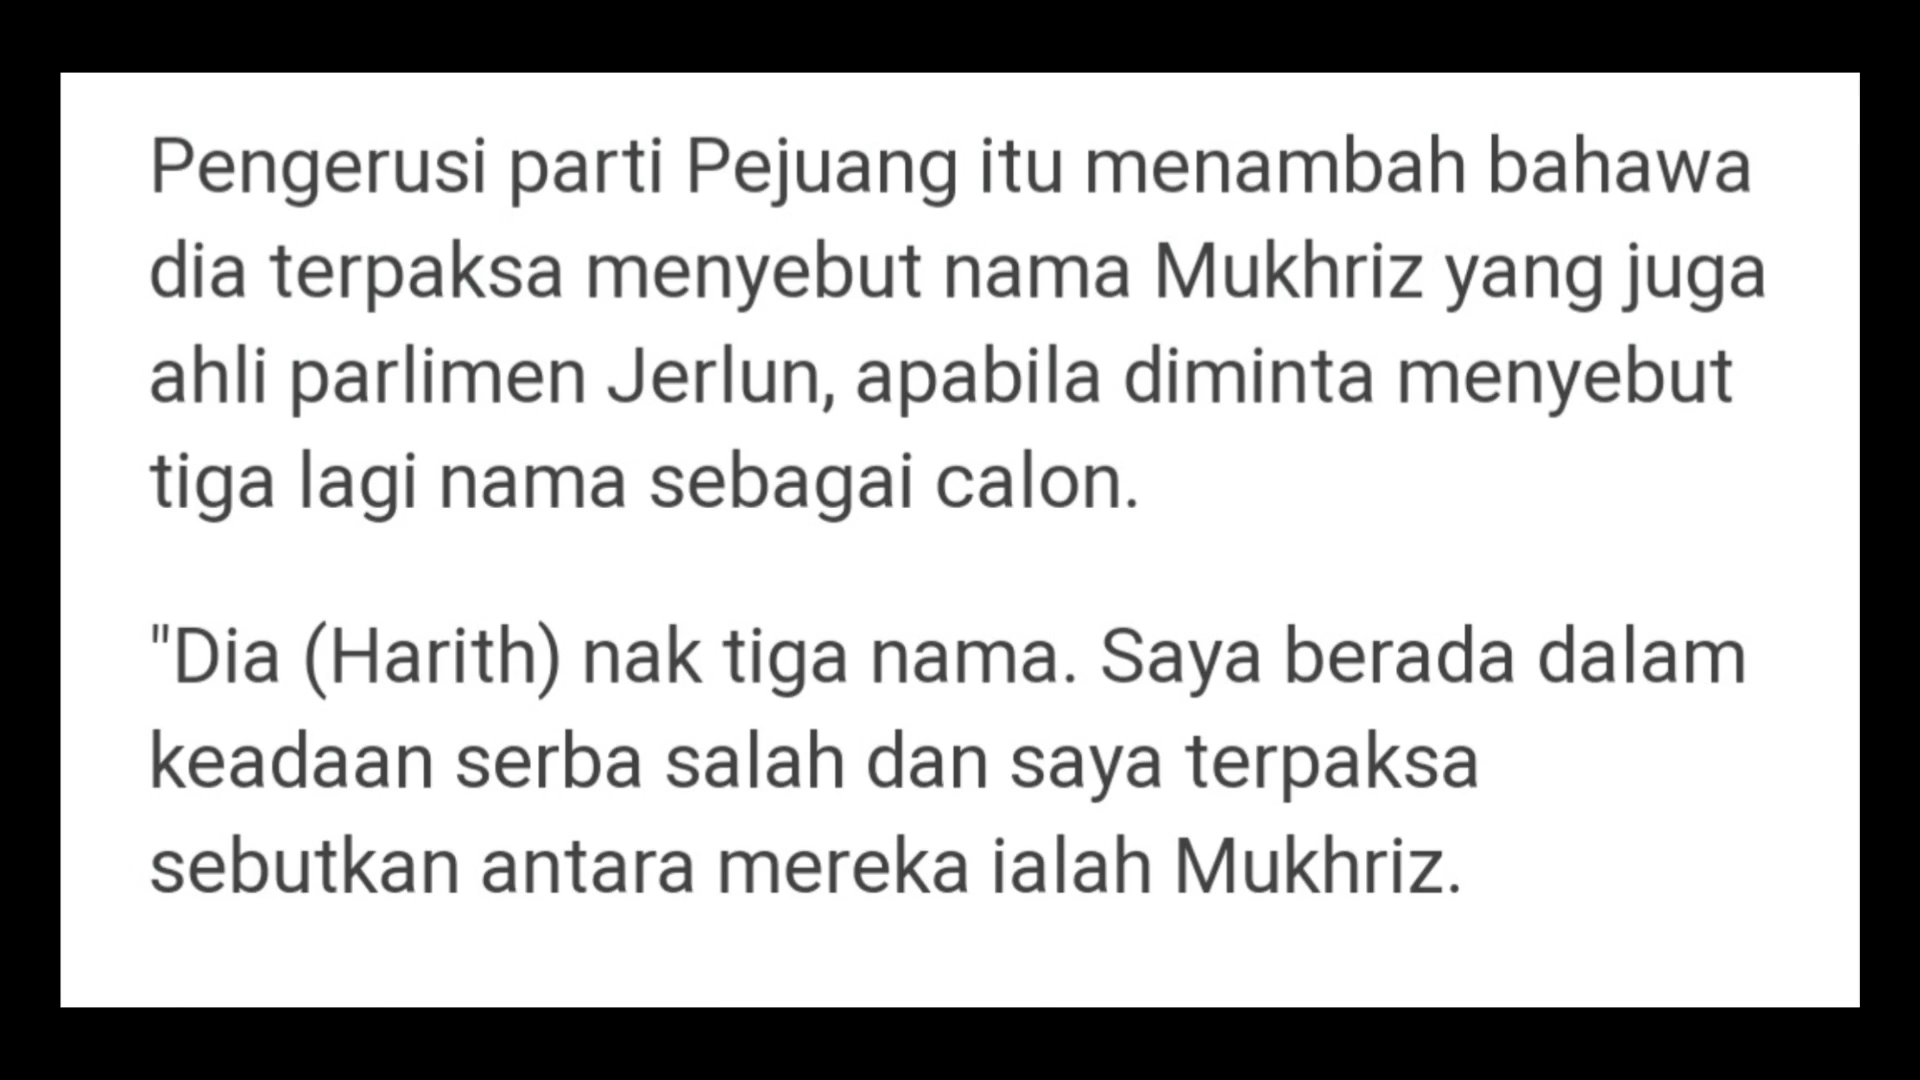 Pengerusi parti Pejuang itu menambah bahawa
dia terpaksa menyebut nama Mukhriz yang juga
ahli parlimen Jerlun, apabila diminta menyebut
tiga lagi nama sebagai calon.
"Dia (Harith) nak tiga nama. Saya berada dalam
keadaan serba salah dan saya terpaksa
sebutkan antara mereka ialah Mukhriz.